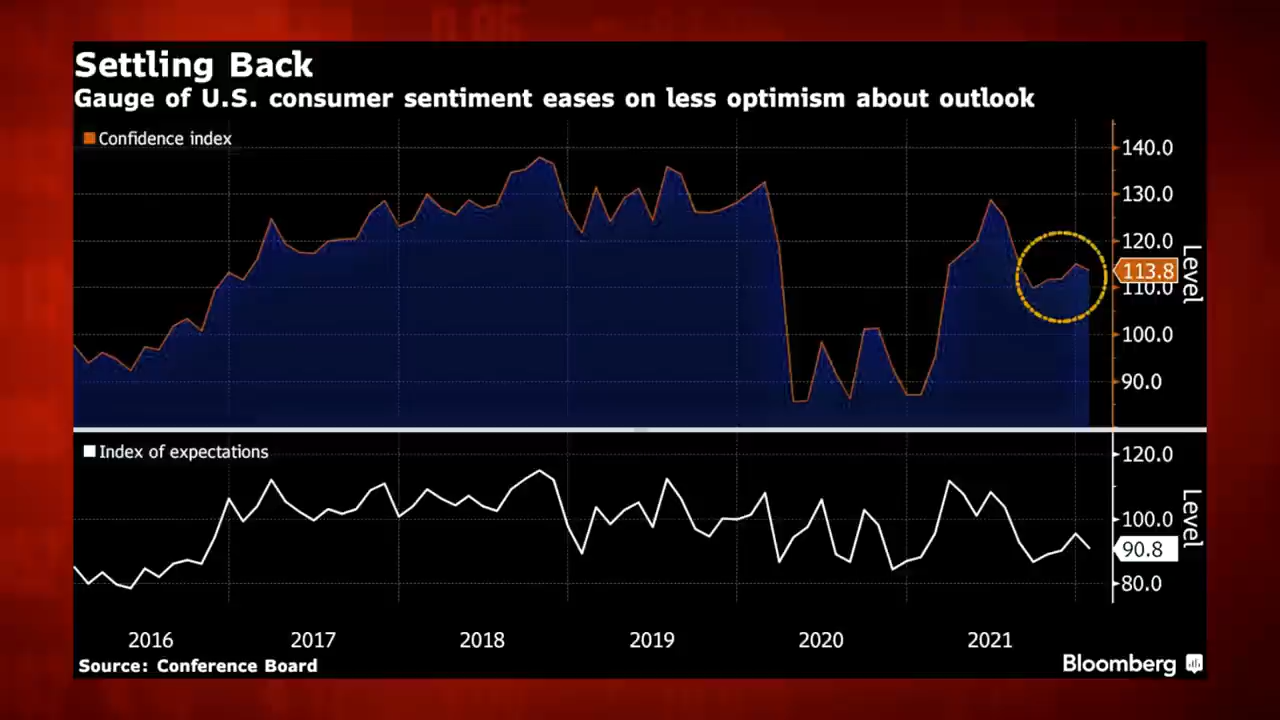 Settling Back
Gauge of U.S. consumer sentiment eases on less optimism about outlook
Confidence index
140.0
130.0
120.0
113.8
110.0
100.0
90.0
Level
Index of expectations
120.0
100.0
90.8
80.0
Level
2016 2017 2018 2019 2020 2021
Source: Conference Board
Bloomberg